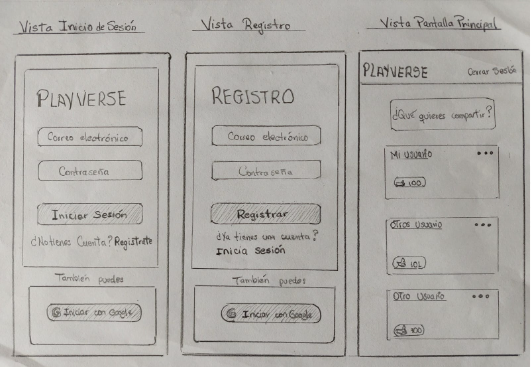 Vista Inicio de Sesión
PLAYVERSE
Correo electrónico
Contraseña
Iniciar Sesión
¿No tienes Cuenta? Registrate
También puedes
G Iniciar con Google
Vista Registro
REGISTRO
Correo electrónico
Contraseña
Registrar
¿Ya tienes una cuenta?
Inicia Sesión
También puedes
G Iniciar con Google
Vista Pantalla Principal
PLAYVERSE
Cerrar Sesión
¿Qué quieres compartir?
Mi usuario
100
Otros usuario
102
Otro Usuario
100